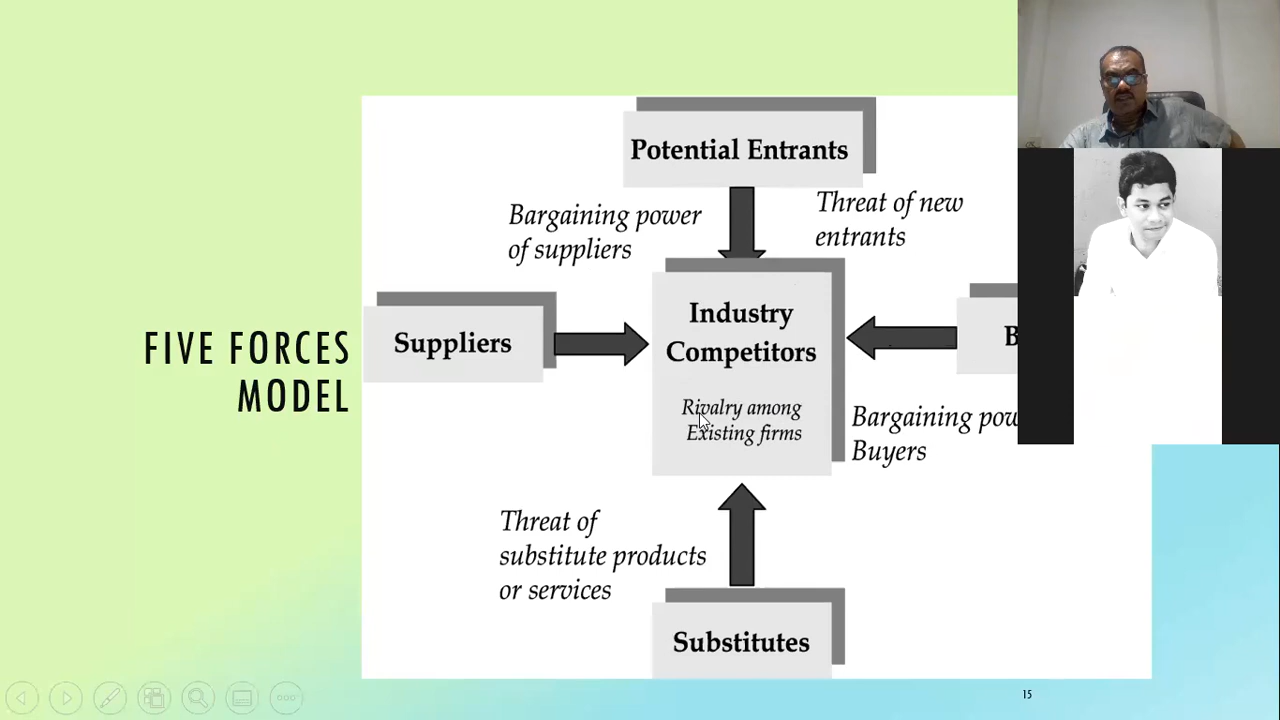 FIVE FORCES
MODEL
Potential Entrants
Bargaining power
of suppliers
Threat of new
entrants
Suppliers
Industry
Competitors
Rivalry among
Existing firms
B
Bargaining pow
Buyers
Threat of
substitute products
or services
Substitutes
15